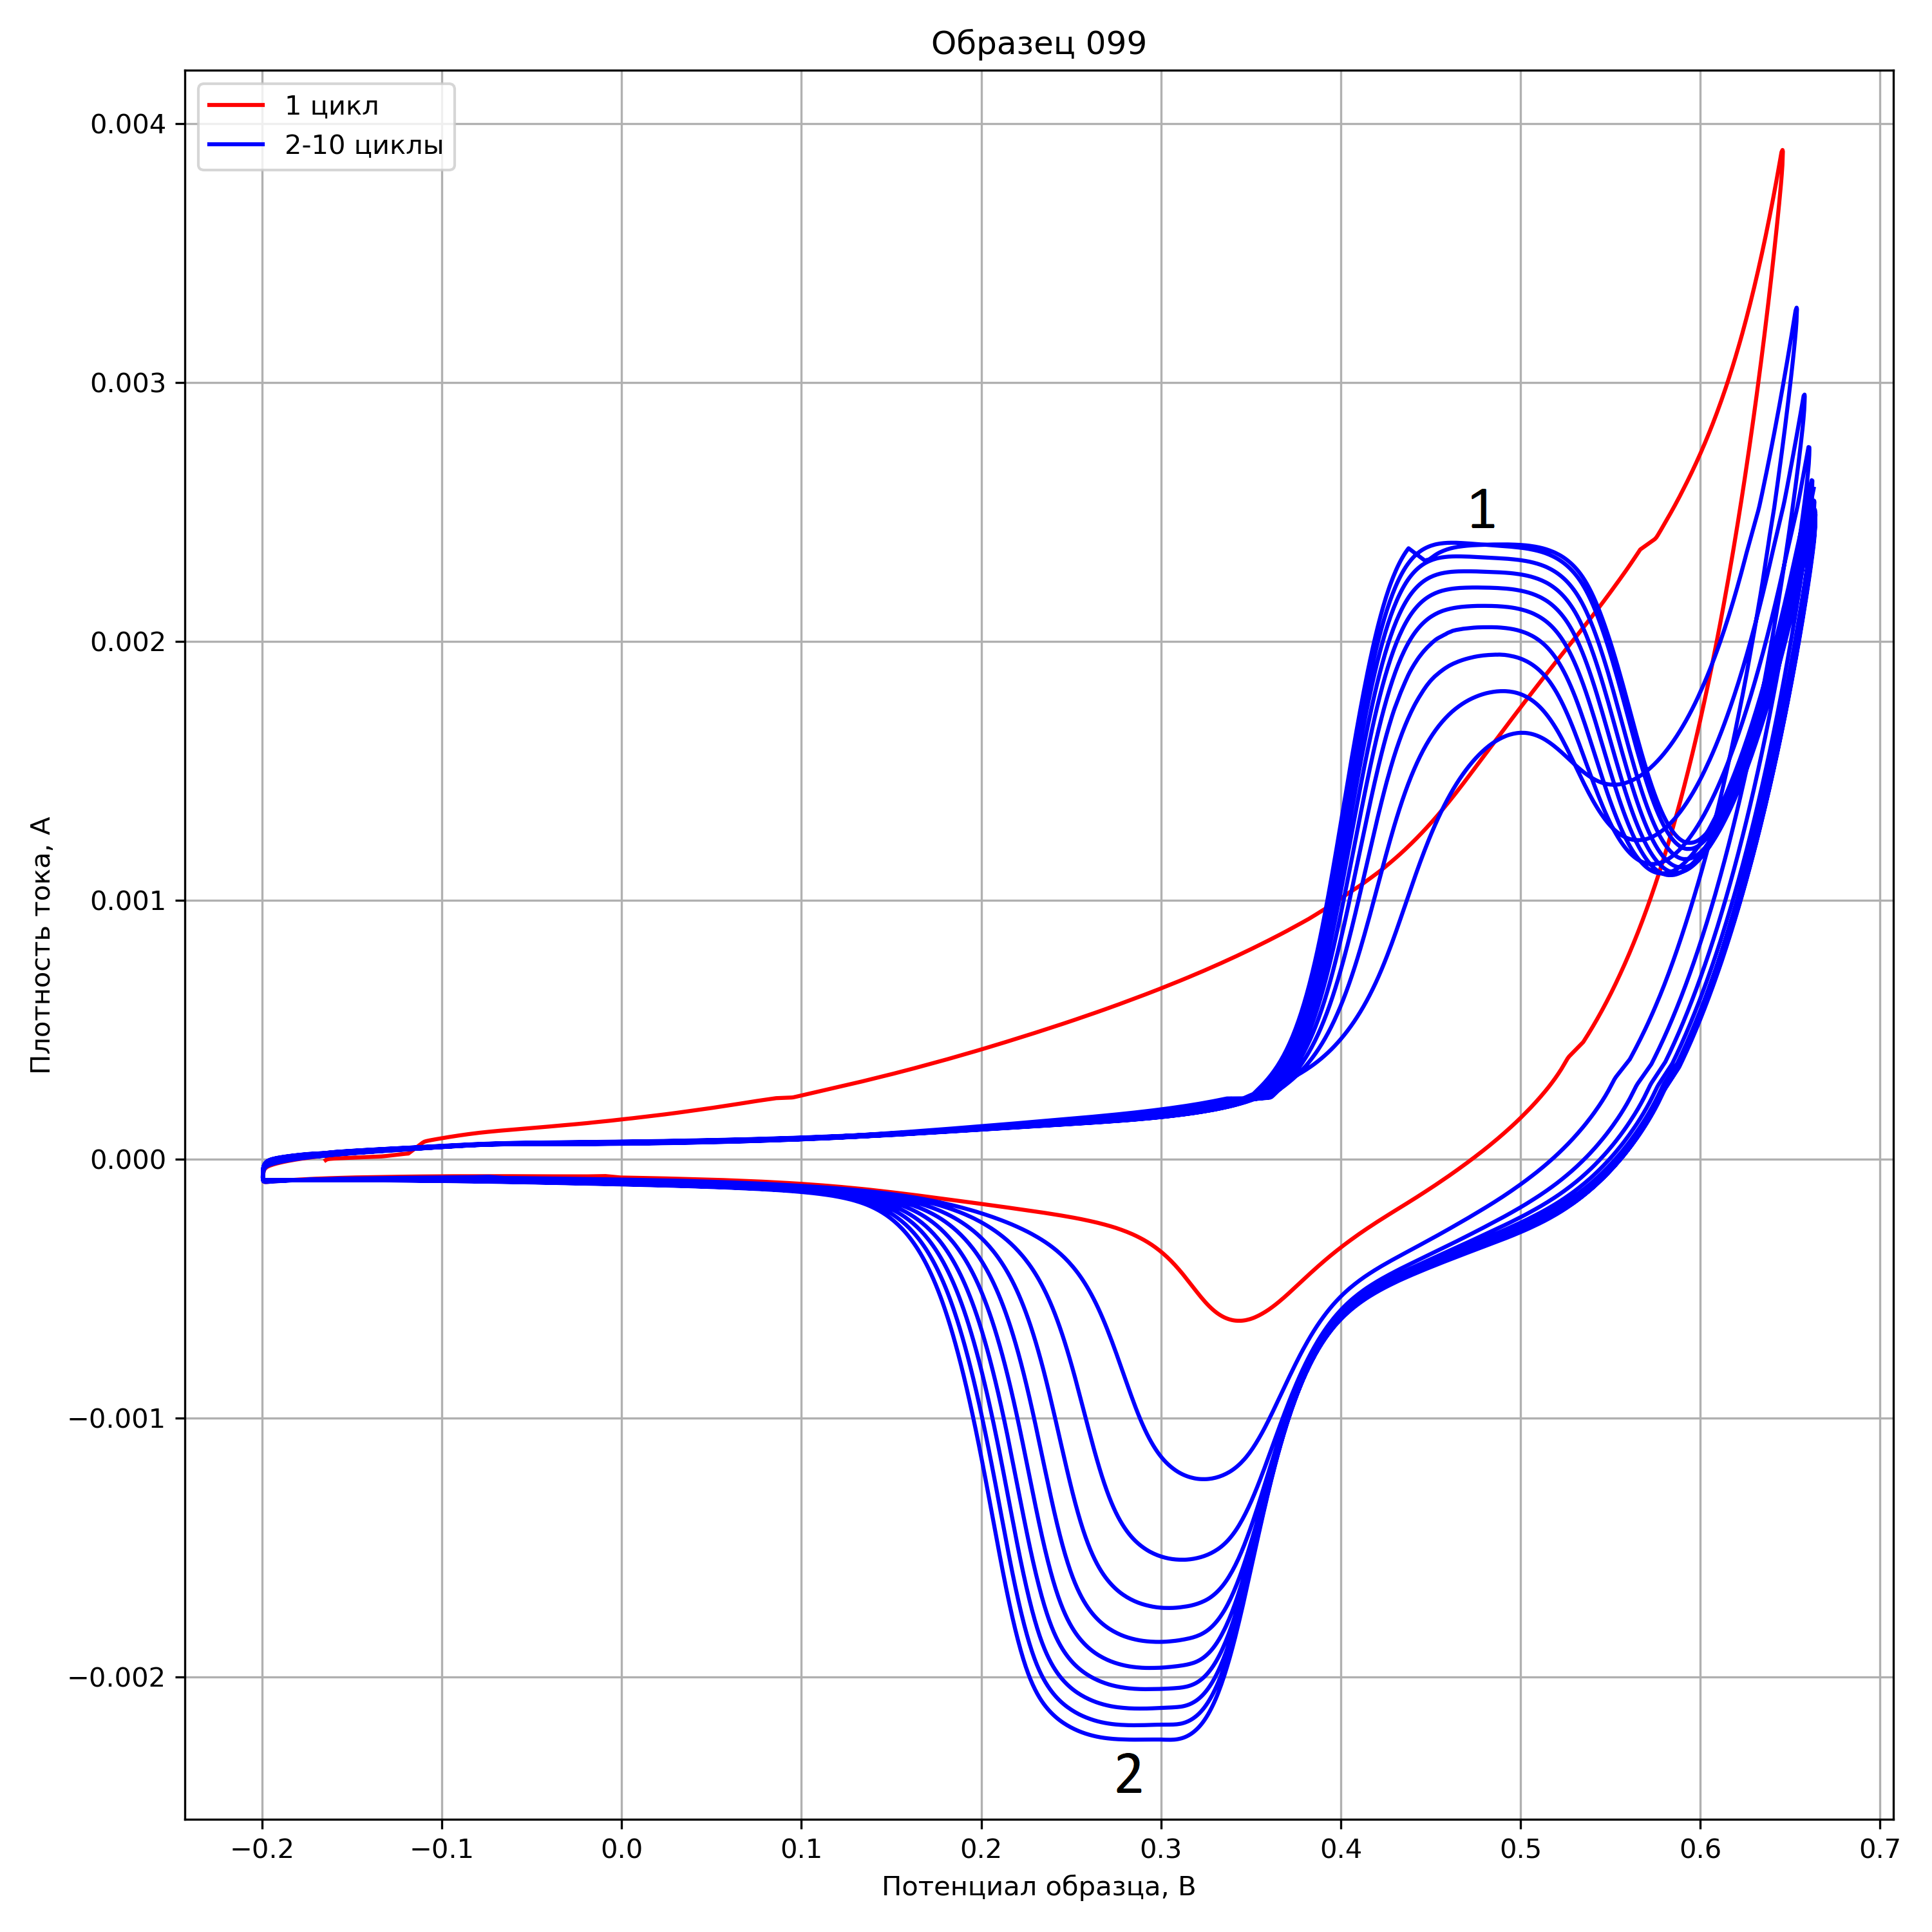 Образец 099
1 цикл
2-10 циклы
0.004
0.003
0.002
0.001
0.000
−0.001
−0.002
Плотность тока, А
1
2
−0.2 −0.1 0.0 0.1 0.2 0.3 0.4 0.5 0.6 0.7
Потенциал образца, В